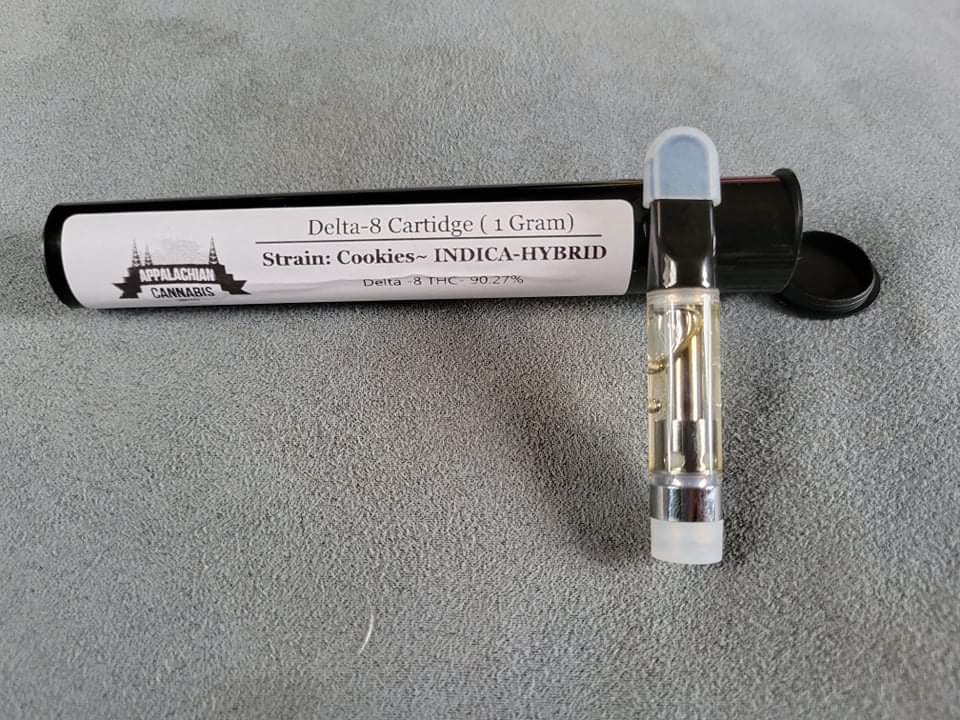 Delta-8 Cartidge ( 1 Gram)
Strain: Cookies~ INDICA-HYBRID
Delta -8 THC- 90.27%
APPALACHIAN
CANNABIS